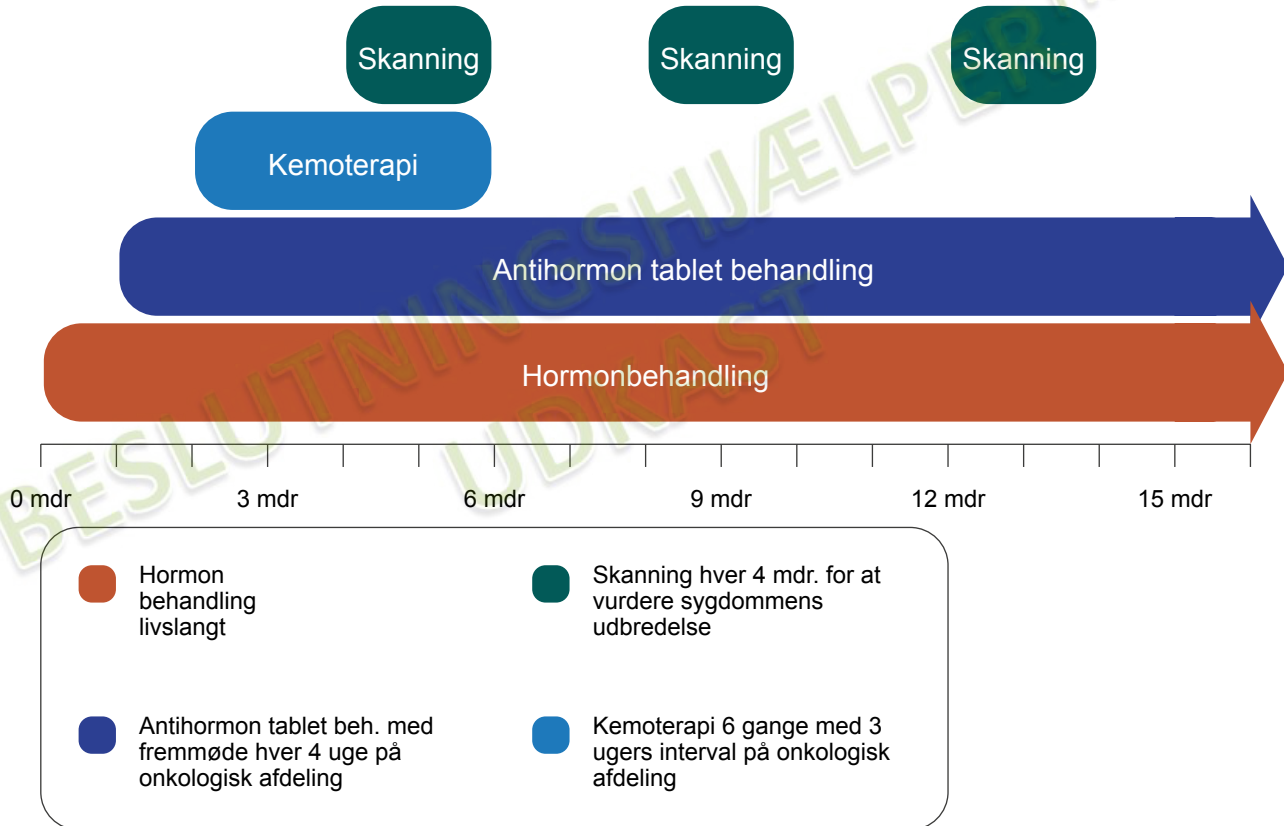 Skanning
Skanning
Skanning
Kemoterapi
Antihormon tablet behandling
Hormonbehandling
BESLUTNINGSHJÆLPER
UDKAST
0 mdr
3 mdr
6 mdr
9 mdr
12 mdr
15 mdr
Hormon
behandling
livslangt
Skanning hver 4 mdr. for at
vurdere sygdommens
udbredelse
Antihormon tablet beh. med
fremmøde hver 4 uge på
onkologisk afdeling
Kemoterapi 6 gange med 3
ugers interval på onkologisk
afdeling